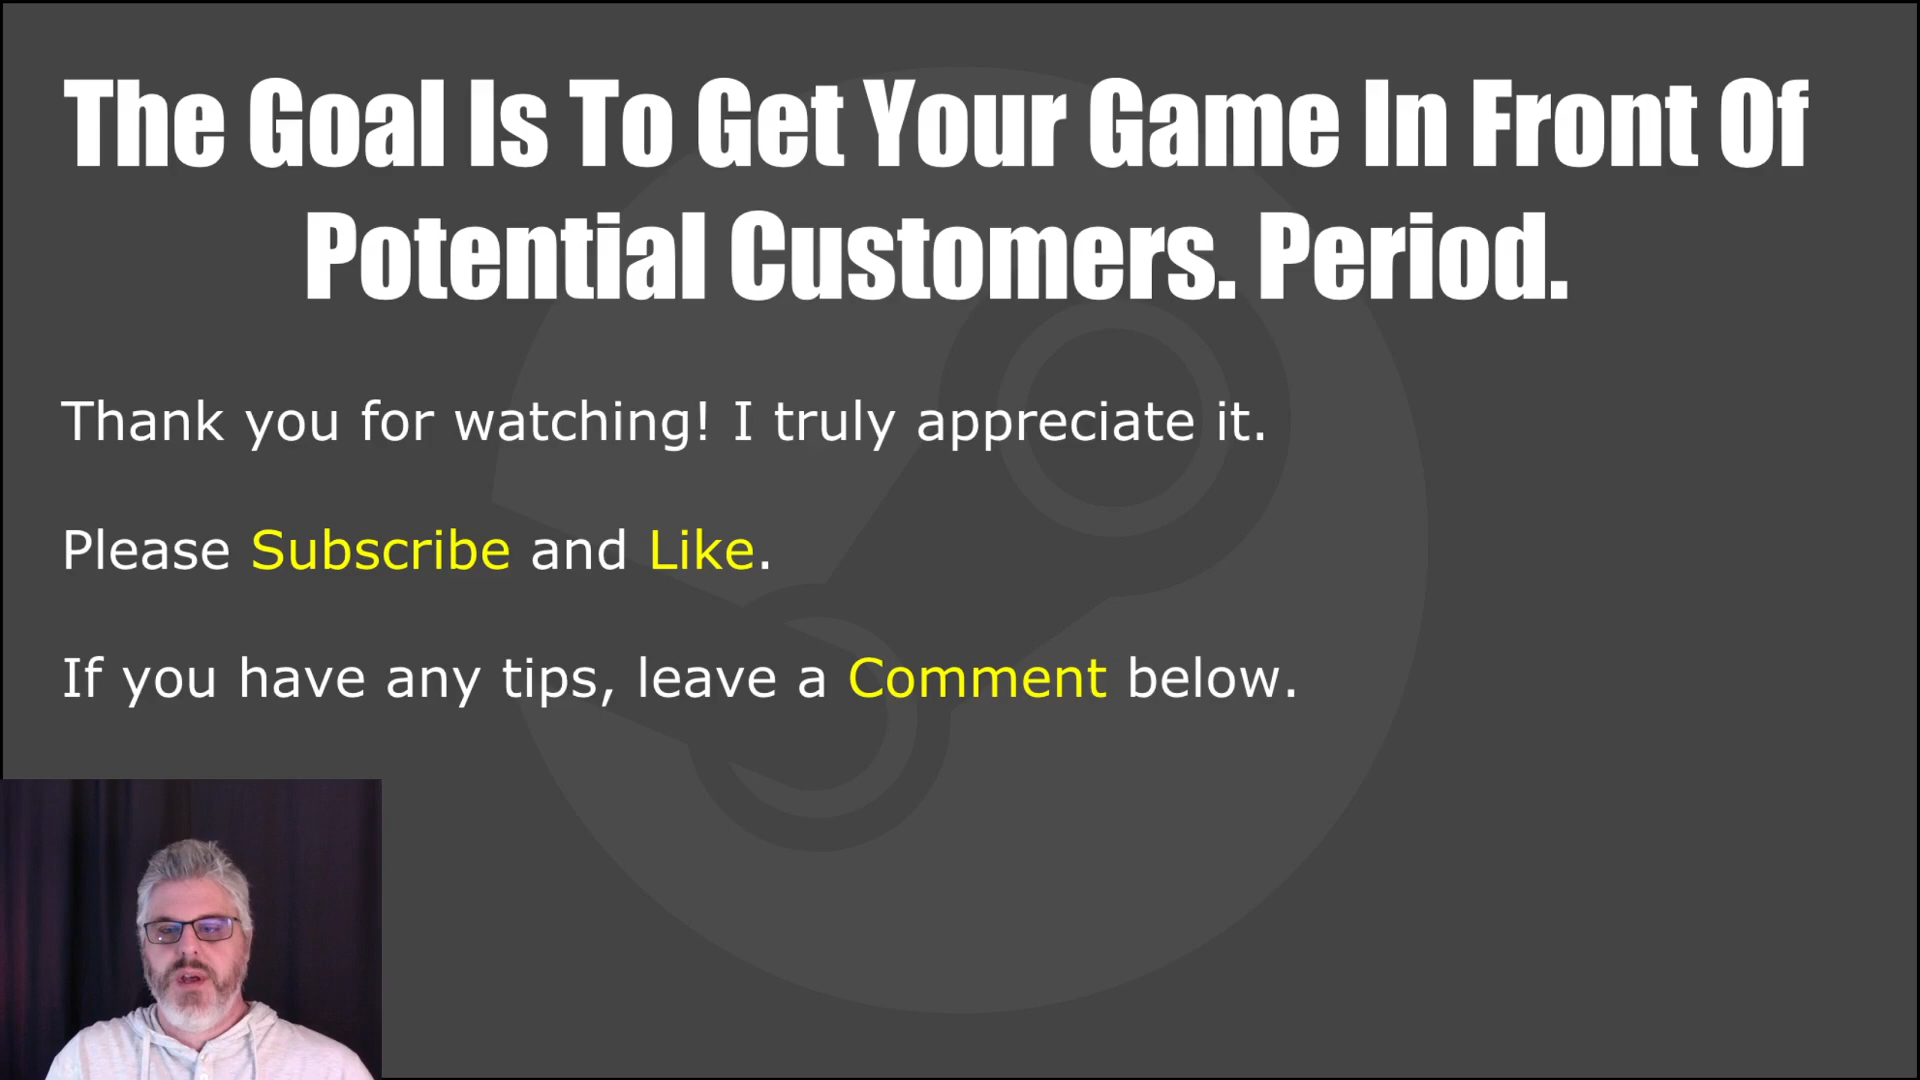 The Goal Is To Get Your Game In Front Of
Potential Customers. Period.
Thank you for watching! I truly appreciate it.
Please Subscribe and Like.
If you have any tips, leave a Comment below.